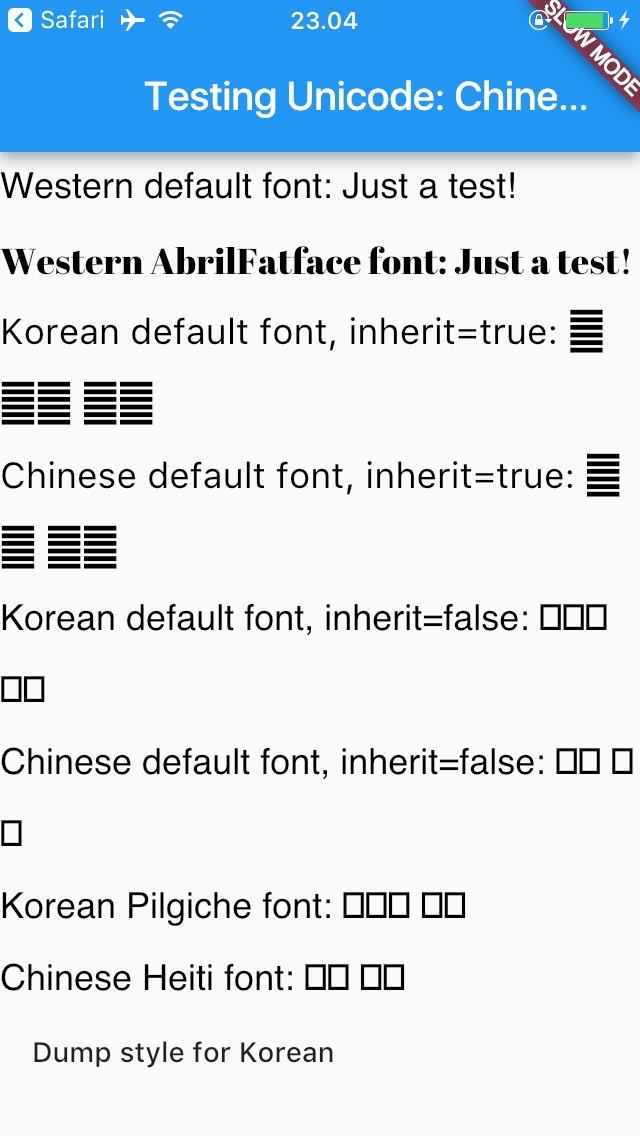 Safari 23.04
SLOW MODE
Testing Unicode: Chine...
Western default font: Just a test!
Western AbrilFatface font: Just a test!
Korean default font, inherit=true:
Chinese default font, inherit=true:
Korean default font, inherit=false:
Chinese default font, inherit=false:
Korean Pilgiche font:
Chinese Heiti font:
Dump style for Korean